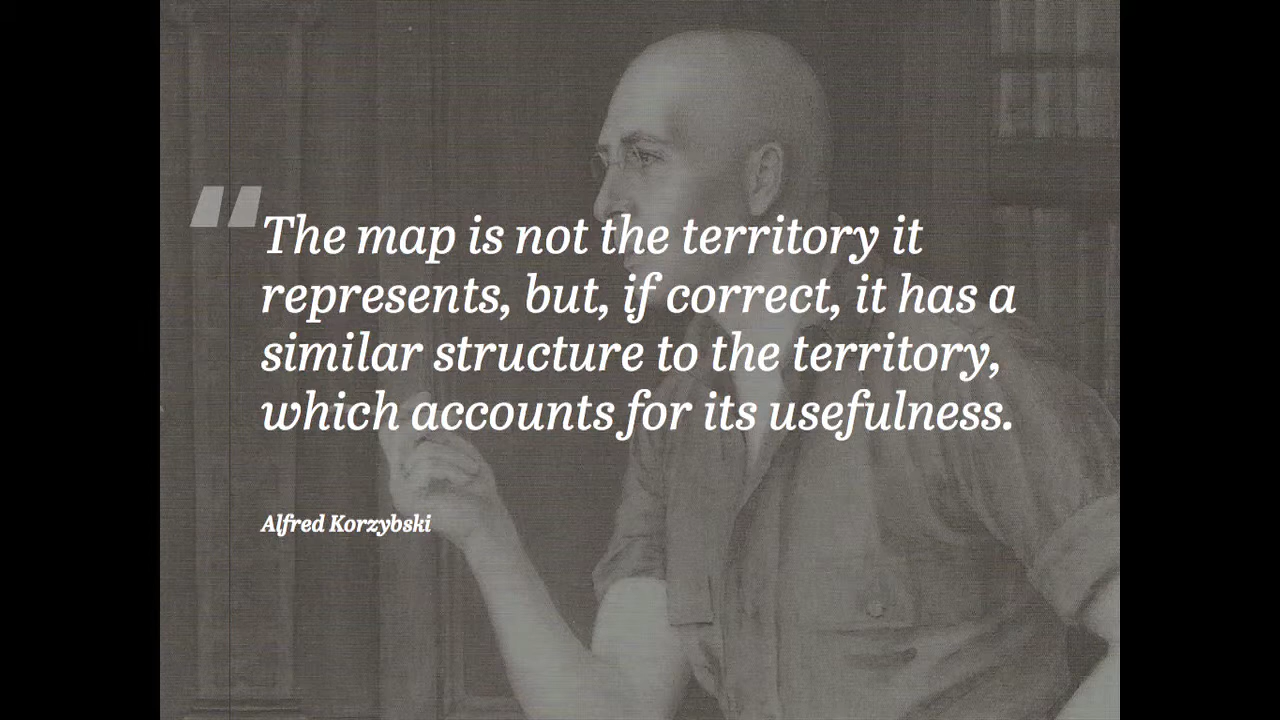 “The map is not the territory it
represents, but, if correct, it has a
similar structure to the territory,
which accounts for its usefulness.
Alfred Korzybski